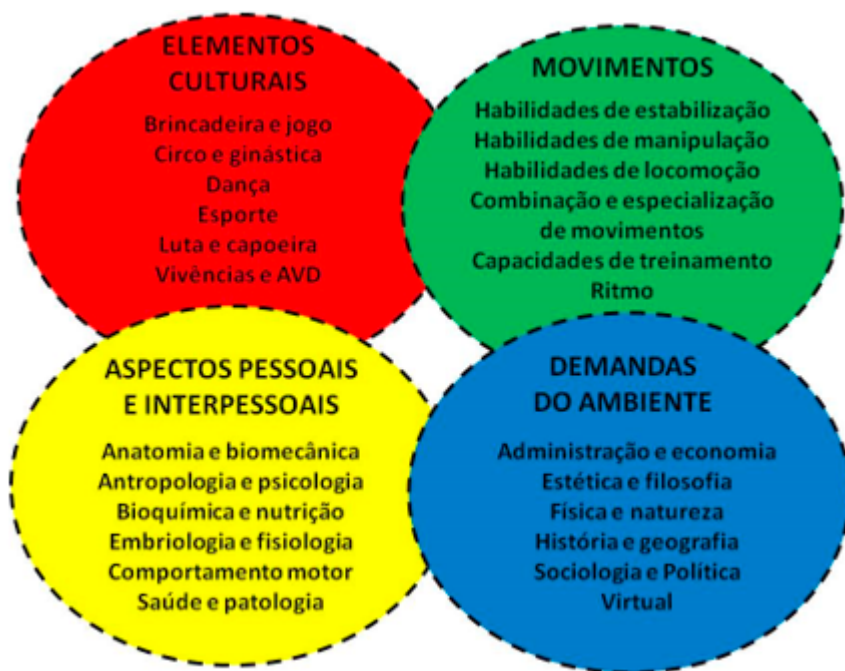 ELEMENTOS
CULTURAIS
Brincadeira e jogo
Circo e ginástica
Dança
Esporte
Luta e capoeira
Vivências e AVD
MOVIMENTOS
Habilidades de estabilização
Habilidades de manipulação
Habilidades de locomoção
Combinação e especialização
de movimentos
Capacidades de treinamento
Ritmo
ASPECTOS PESSOAIS
E INTERPESSOAIS
Anatomia e biomecânica
Antropologia e psicologia
Bioquímica e nutrição
Embriologia e fisiologia
Comportamento motor
Saúde e patologia
DEMANDAS
DO AMBIENTE
Administração e economia
Estética e filosofia
Física e natureza
História e geografia
Sociologia e Política
Virtual